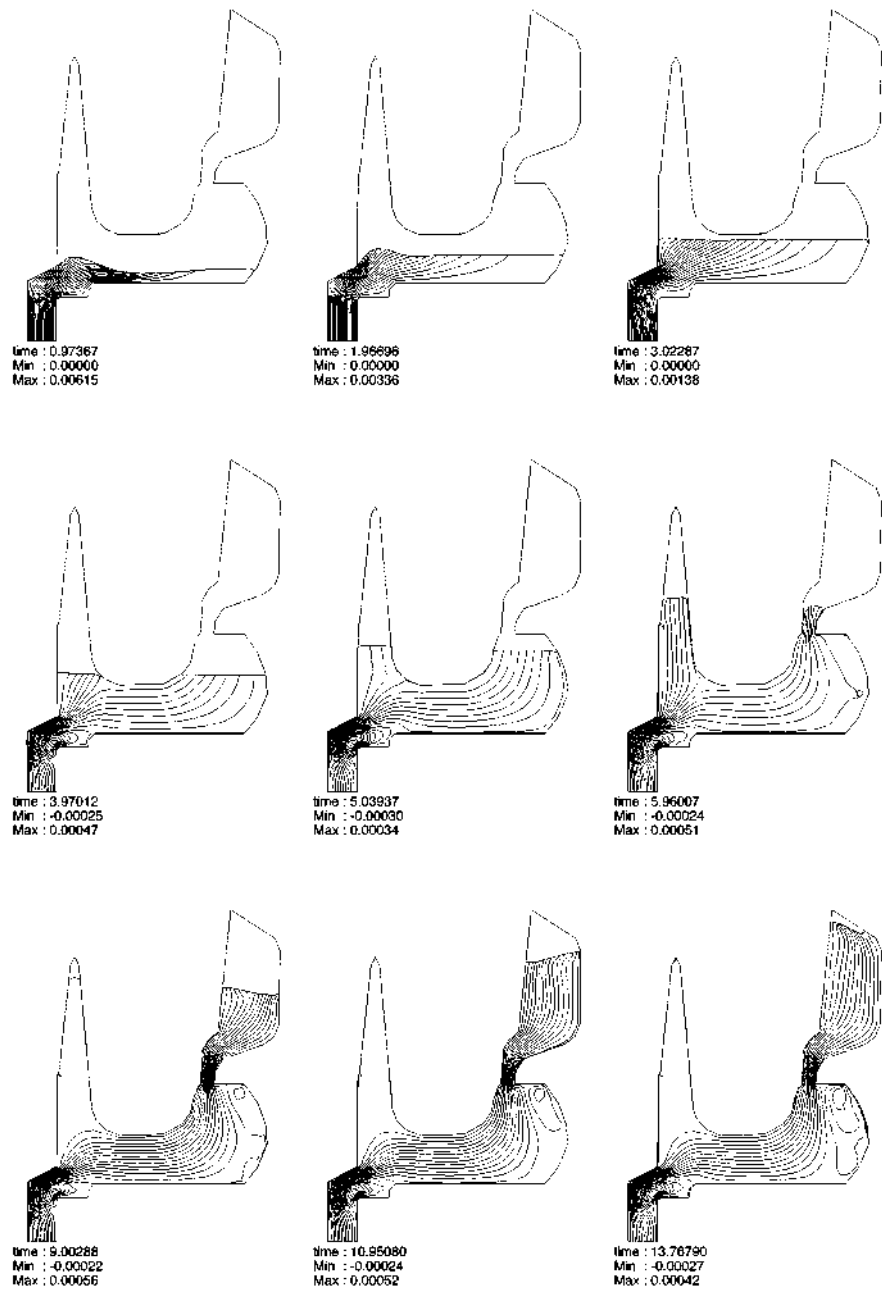 time : 0.97367
Min : 0.00000
Max : 0.00615
time : 1.96696
Min : 0.00000
Max : 0.00336
time : 3.02287
Min : 0.00000
Max : 0.00138
time : 3.97012
Min : -0.00025
Max : 0.00047
time : 5.03937
Min : -0.00030
Max : 0.00034
time : 5.96007
Min : -0.00024
Max : 0.00051
time : 9.00288
Min : -0.00022
Max : 0.00056
time : 10.95080
Min : -0.00024
Max : 0.00052
time : 13.76790
Min : -0.00027
Max : 0.00042